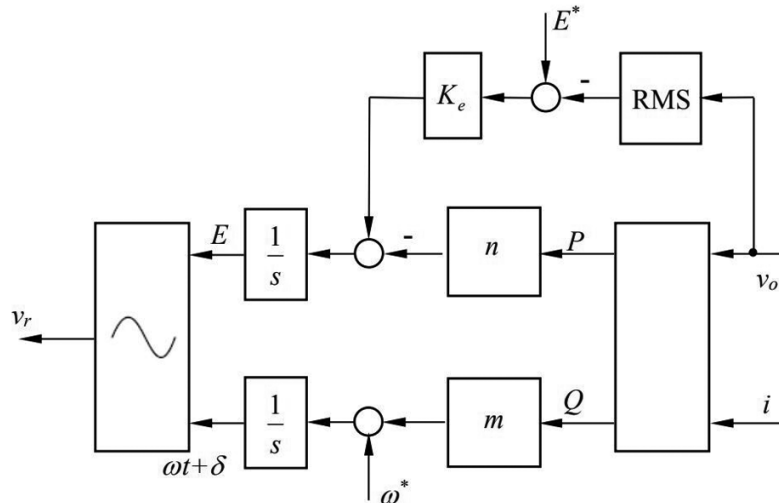 E*
K_e
-
RMS
E
1/s
-
n
P
v_o
v_r
1/s
m
Q
i
ωt+δ
ω*